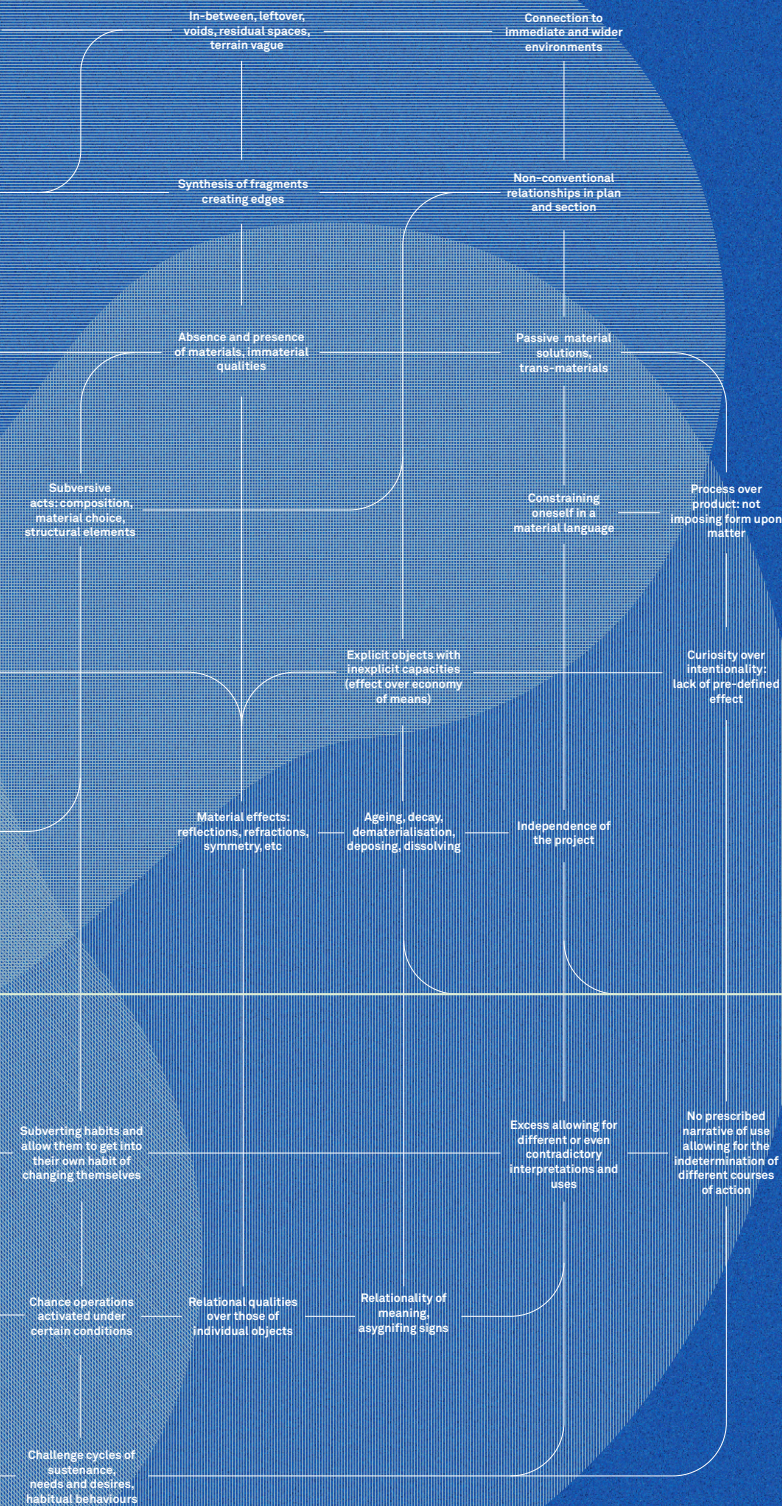 In-between, leftover,
voids, residual spaces,
terrain vague
Connection to
immediate and wider
environments
Synthesis of fragments
creating edges
Non-conventional
relationships in plan
and section
Absence and presence
of materials, immaterial
qualities
Passive material
solutions,
trans-materials
Subversive
acts: composition,
material choice,
structural elements
Constraining
oneself in a
material language
Process over
product: not
imposing form upon
matter
Explicit objects with
inexplicit capacities
(effect over economy
of means)
Curiosity over
intentionality:
lack of pre-defined
effect
Material effects:
reflections, refractions,
symmetry, etc
Ageing, decay,
dematerialisation,
deposing, dissolving
Independence of
the project
Subverting habits and
allow them to get into
their own habit of
changing themselves
Excess allowing for
different or even
contradictory
interpretations and
uses
No prescribed
narrative of use
allowing for the
indetermination of
different courses
of action
Chance operations
activated under
certain conditions
Relational qualities
over those of
individual objects
Relationality of
meaning,
asygnifing signs
Challenge cycles of
sustenance,
needs and desires,
habitual behaviours